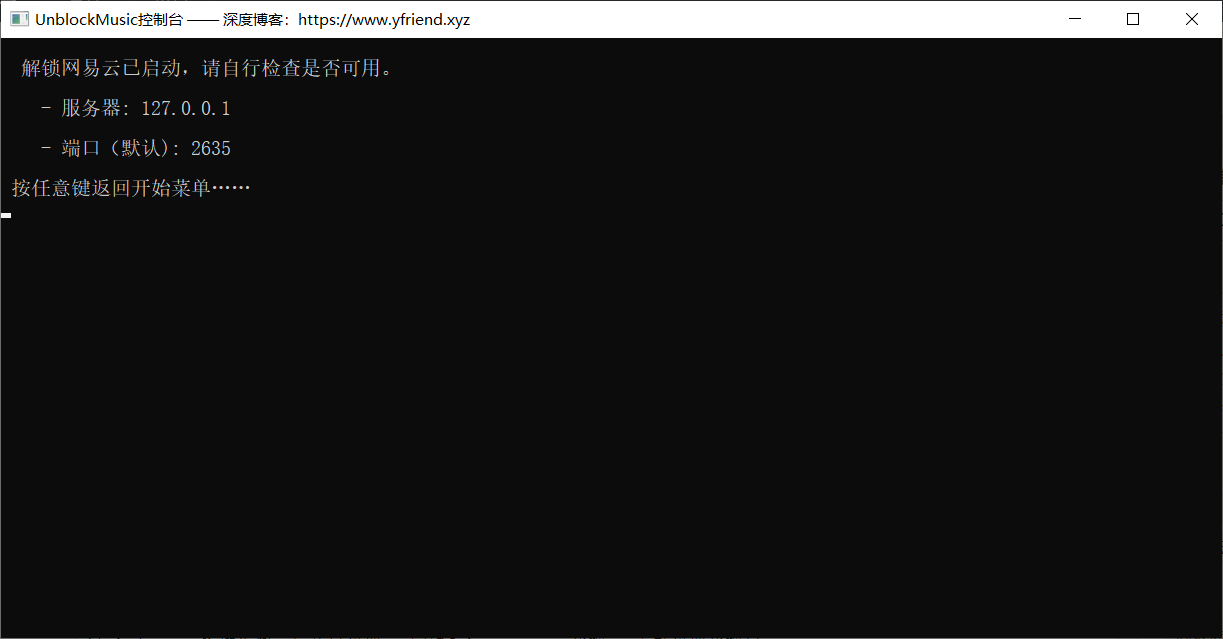 UnblockMusic控制台 —— 深度博客：https://www.yfriend.xyz
解锁网易云已启动，请自行检查是否可用。
- 服务器: 127.0.0.1
- 端口（默认）: 2635
按任意键返回开始菜单……